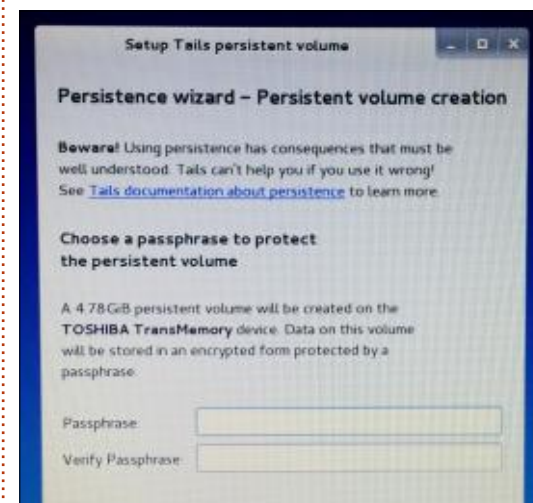 Setup Tails persistent volume
Persistence wizard – Persistent volume creation
Beware! Using persistence has consequences that must be
well understood. Tails can't help you if you use it wrong!
See Tails documentation about persistence to learn more.
Choose a passphrase to protect
the persistent volume
A 4.78GiB persistent volume will be created on the
TOSHIBA TransMemory device. Data on this volume
will be stored in an encrypted form protected by a
passphrase.
Passphrase:
Verify Passphrase: